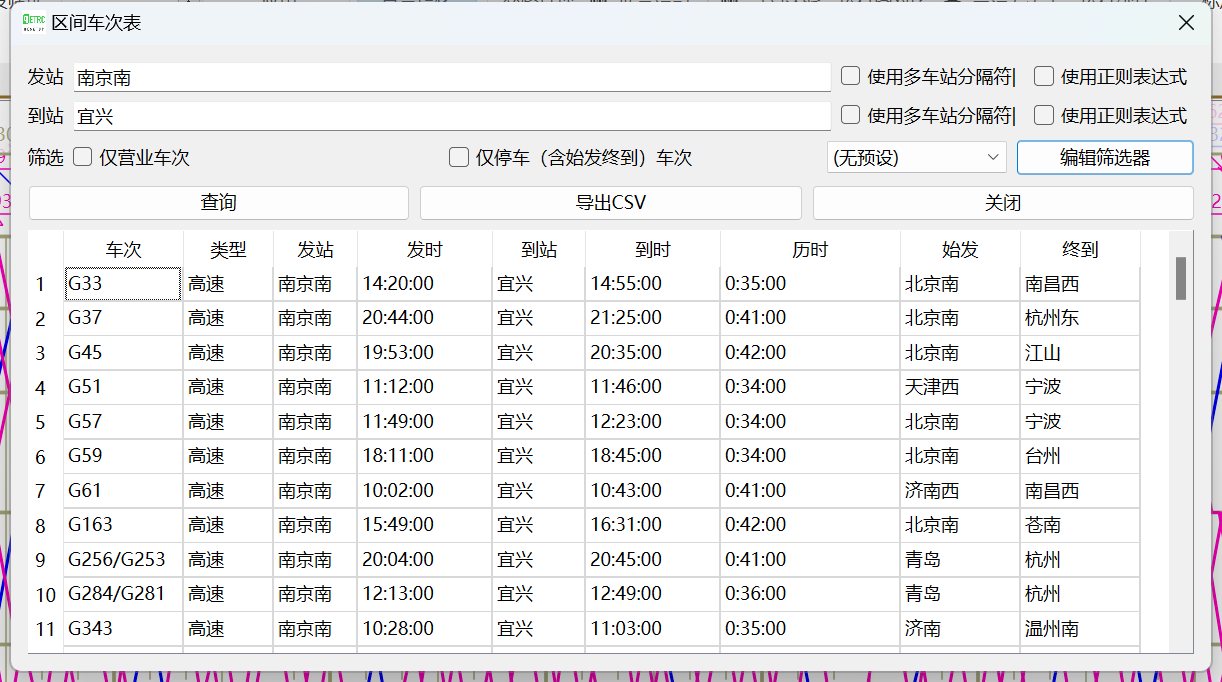 区间车次表
发站 南京南 使用多车站分隔符| 使用正则表达式
到站 宜兴 使用多车站分隔符| 使用正则表达式
筛选 仅营业车次 仅停车（含始发终到）车次 (无预设) 编辑筛选器
查询 导出CSV 关闭
车次 类型 发站 发时 到站 到时 历时 始发 终到
1 G33 高速 南京南 14:20:00 宜兴 14:55:00 0:35:00 北京南 南昌西
2 G37 高速 南京南 20:44:00 宜兴 21:25:00 0:41:00 北京南 杭州东
3 G45 高速 南京南 19:53:00 宜兴 20:35:00 0:42:00 北京南 江山
4 G51 高速 南京南 11:12:00 宜兴 11:46:00 0:34:00 天津西 宁波
5 G57 高速 南京南 11:49:00 宜兴 12:23:00 0:34:00 北京南 宁波
6 G59 高速 南京南 18:11:00 宜兴 18:45:00 0:34:00 北京南 台州
7 G61 高速 南京南 10:02:00 宜兴 10:43:00 0:41:00 济南西 南昌西
8 G163 高速 南京南 15:49:00 宜兴 16:31:00 0:42:00 北京南 苍南
9 G256/G253 高速 南京南 20:04:00 宜兴 20:45:00 0:41:00 青岛 杭州
10 G284/G281 高速 南京南 12:13:00 宜兴 12:49:00 0:36:00 青岛 杭州
11 G343 高速 南京南 10:28:00 宜兴 11:03:00 0:35:00 济南 温州南